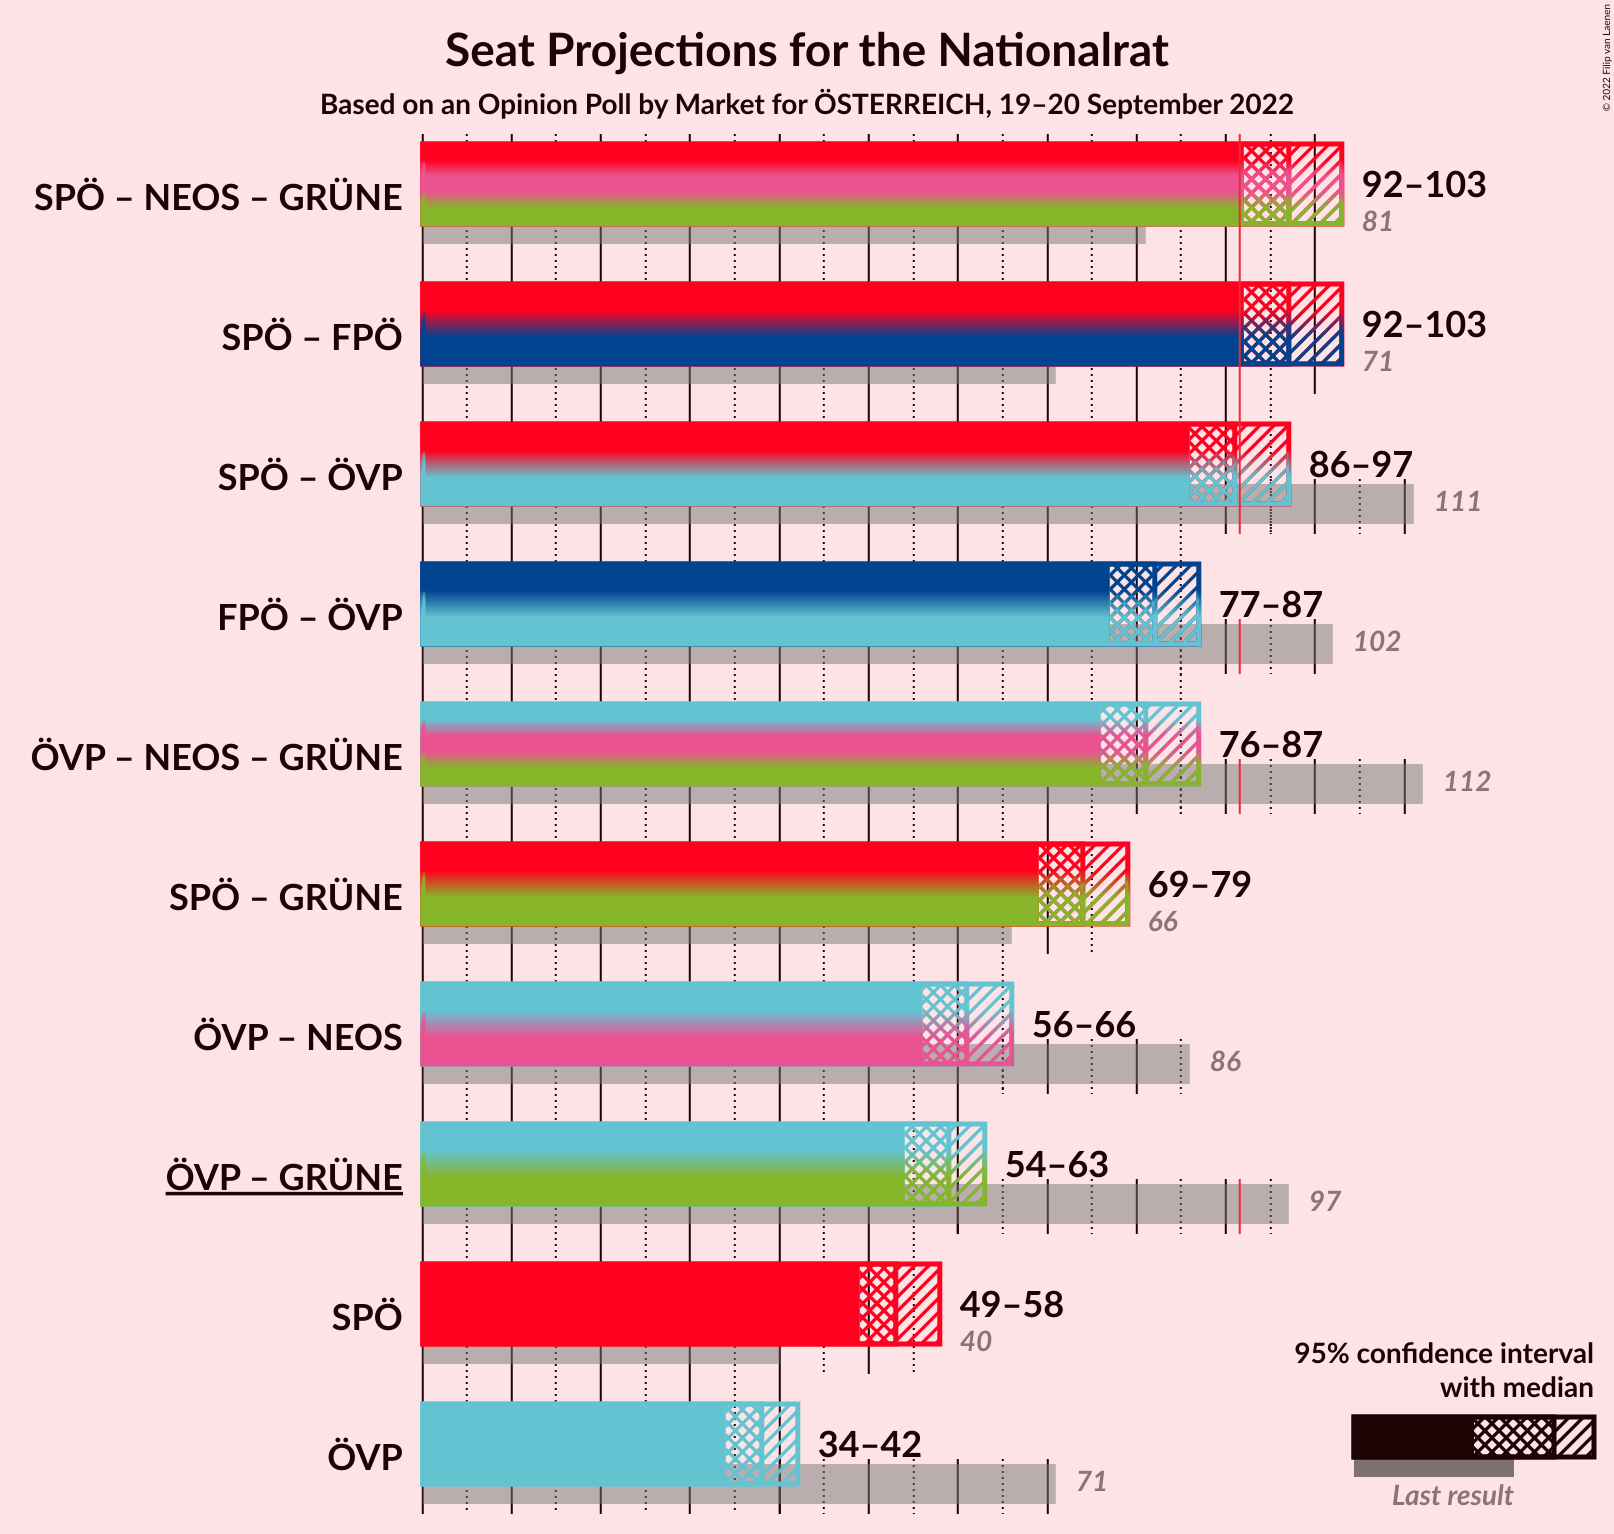 Seat Projections for the Nationalrat
Based on an Opinion Poll by Market for ÖSTERREICH, 19–20 September 2022
© 2022 Filip van Laenen
SPÖ – NEOS – GRÜNE
92–103
81
SPÖ – FPÖ
92–103
71
SPÖ – ÖVP
86–97
111
FPÖ – ÖVP
77–87
102
ÖVP – NEOS – GRÜNE
76–87
112
SPÖ – GRÜNE
69–79
66
ÖVP – NEOS
56–66
86
ÖVP – GRÜNE
54–63
97
SPÖ
49–58
40
ÖVP
34–42
71
95% confidence interval
with median
Last result